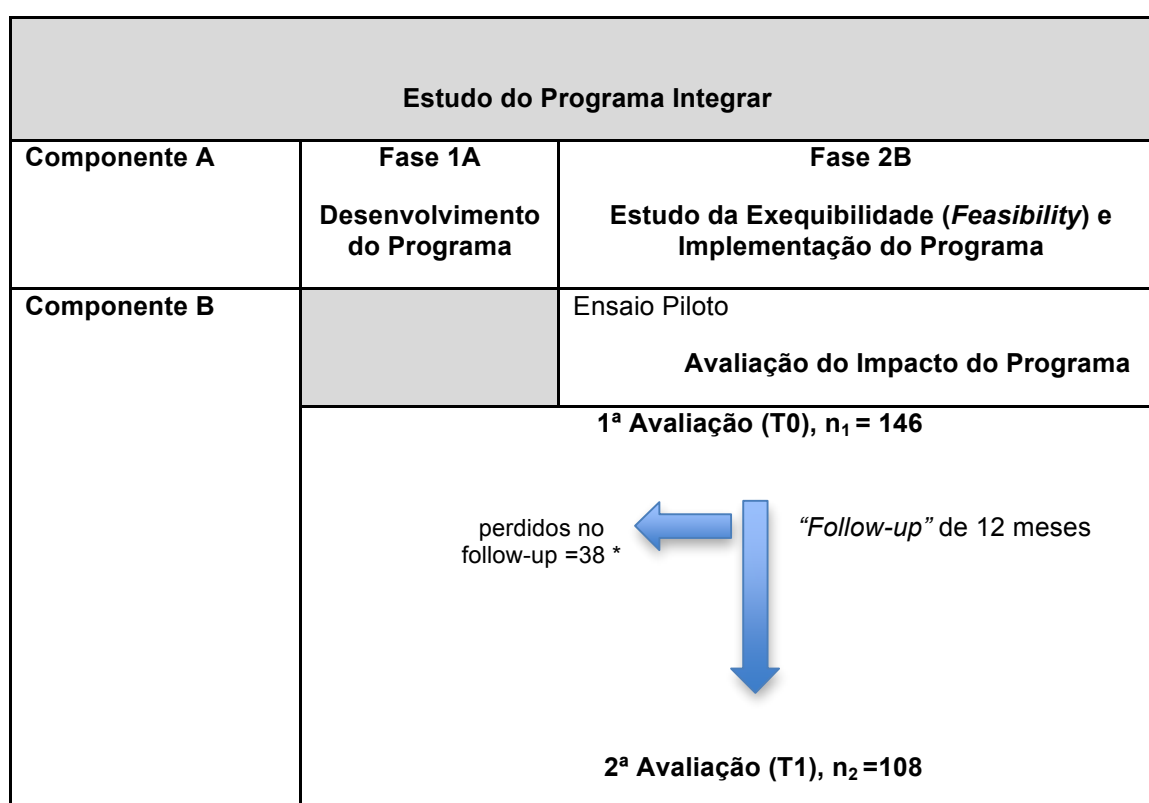 Estudo do Programa Integrar
Componente A
Fase 1A
Desenvolvimento
do Programa
Fase 2B
Estudo da Exequibilidade (Feasibility) e
Implementação do Programa
Componente B
Ensaio Piloto
Avaliação do Impacto do Programa
1ª Avaliação (T0), n₁ = 146
perdidos no
follow-up =38 *
“Follow-up” de 12 meses
2ª Avaliação (T1), n₂ =108